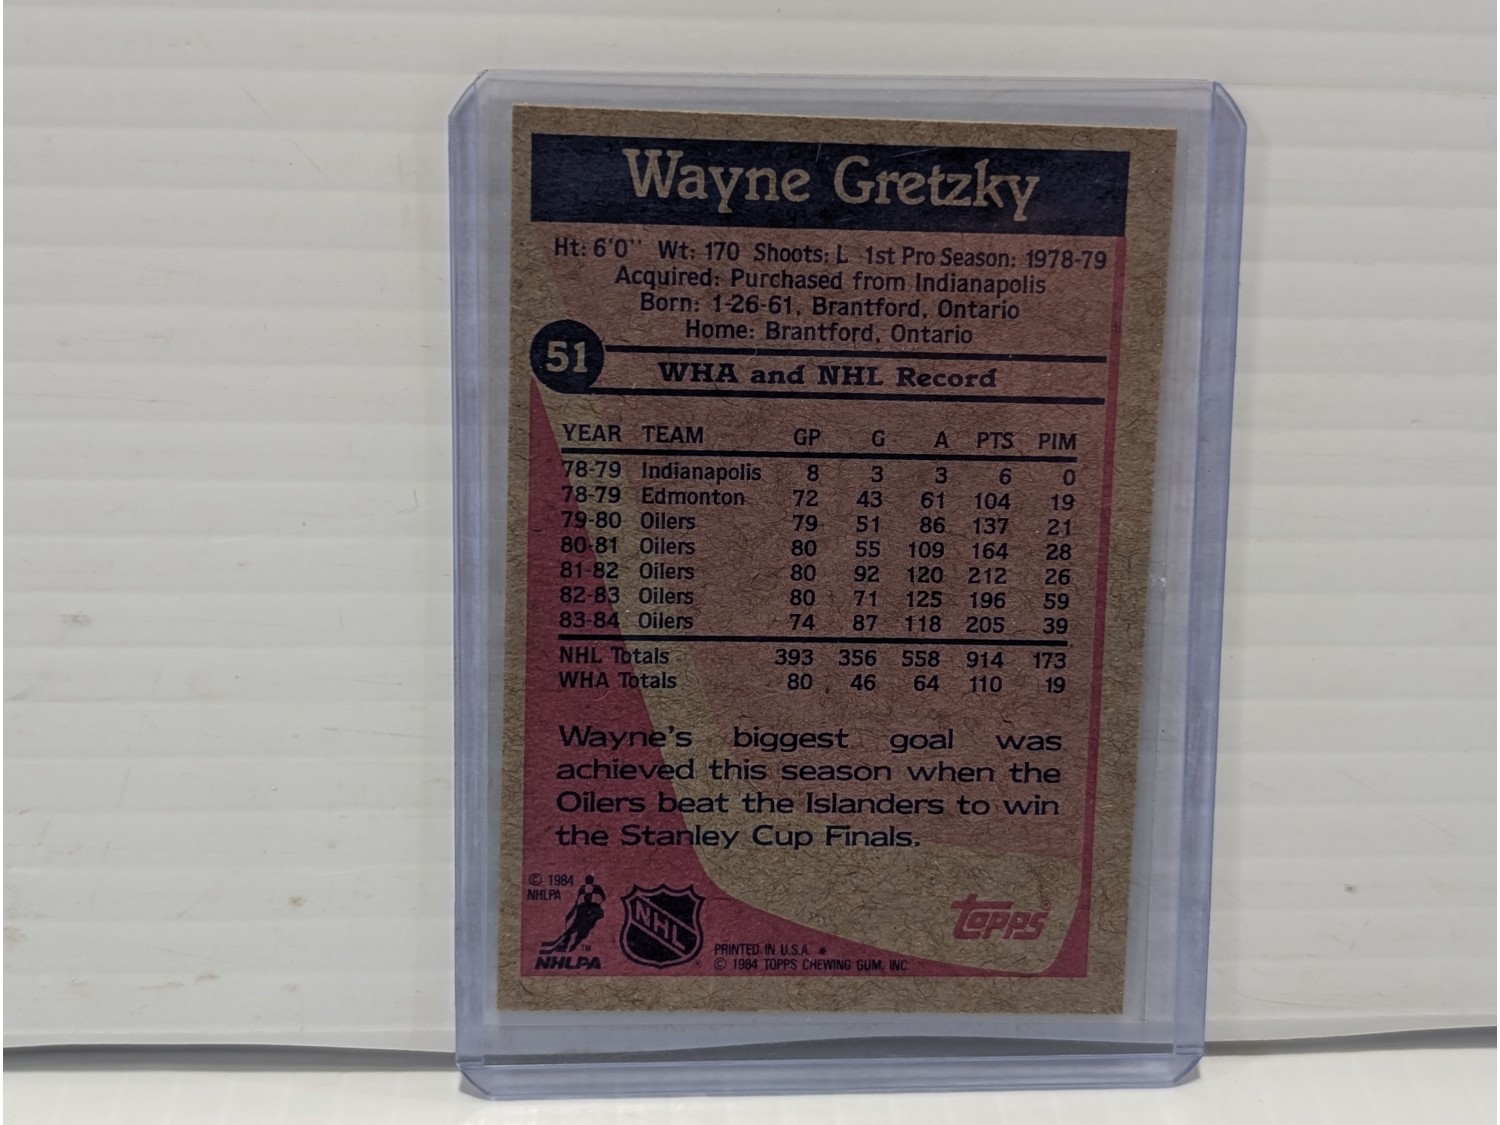 Wayne Gretzky
Ht: 6'0'' Wt: 170 Shoots: L 1st Pro Season: 1978-79
Acquired: Purchased from Indianapolis
Born: 1-26-61, Brantford, Ontario
Home: Brantford, Ontario
51
WHA and NHL Record
YEAR TEAM GP G A PTS PIM
78-79 Indianapolis 8 3 3 6 0
78-79 Edmonton 72 43 61 104 19
79-80 Oilers 79 51 86 137 21
80-81 Oilers 80 55 109 164 28
81-82 Oilers 80 92 120 212 26
82-83 Oilers 80 71 125 196 59
83-84 Oilers 74 87 118 205 39
NHL Totals 393 356 558 914 173
WHA Totals 80 46 64 110 19
Wayne's biggest goal was
achieved this season when the
Oilers beat the Islanders to win
the Stanley Cup Finals.
© 1984
NHLPA
TM
NHLPA
NHL
PRINTED IN U.S.A. *
© 1984 TOPPS CHEWING GUM, INC.
topps®